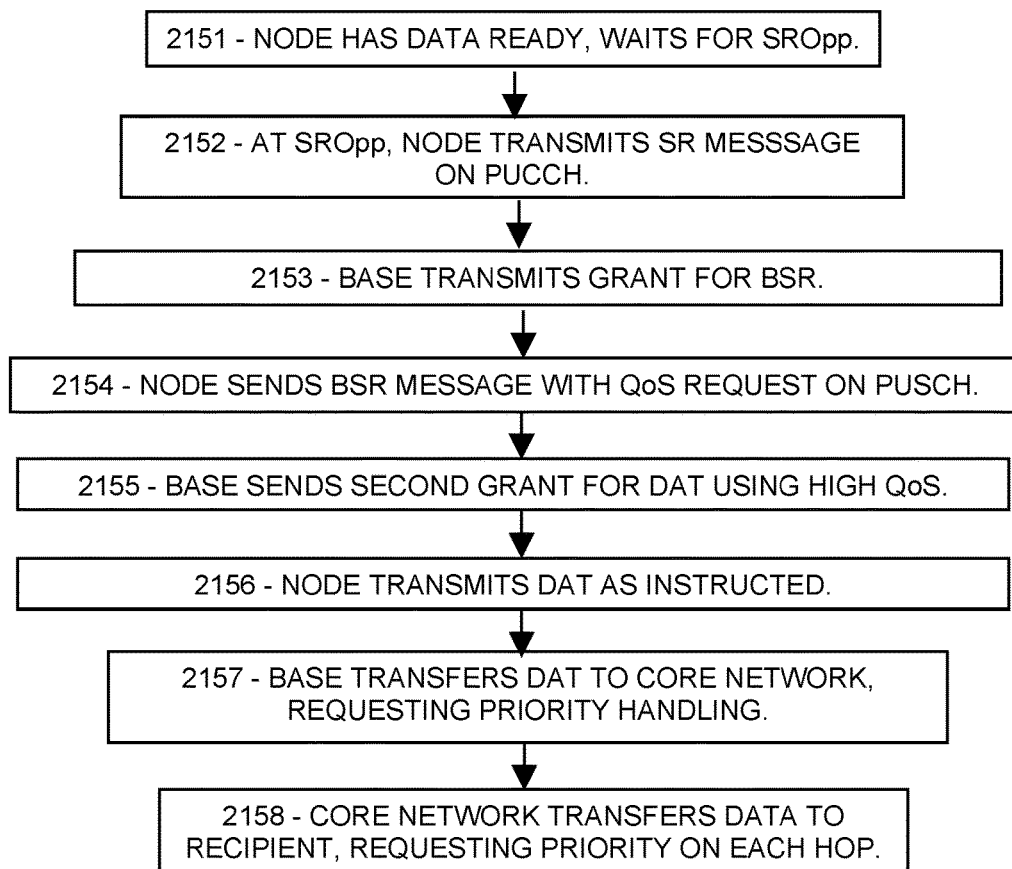 2151 - NODE HAS DATA READY, WAITS FOR SROpp.
2152 - AT SROpp, NODE TRANSMITS SR MESSSAGE
ON PUCCH.
2153 - BASE TRANSMITS GRANT FOR BSR.
2154 - NODE SENDS BSR MESSAGE WITH QoS REQUEST ON PUSCH.
2155 - BASE SENDS SECOND GRANT FOR DAT USING HIGH QoS.
2156 - NODE TRANSMITS DAT AS INSTRUCTED.
2157 - BASE TRANSFERS DAT TO CORE NETWORK,
REQUESTING PRIORITY HANDLING.
2158 - CORE NETWORK TRANSFERS DATA TO
RECIPIENT, REQUESTING PRIORITY ON EACH HOP.